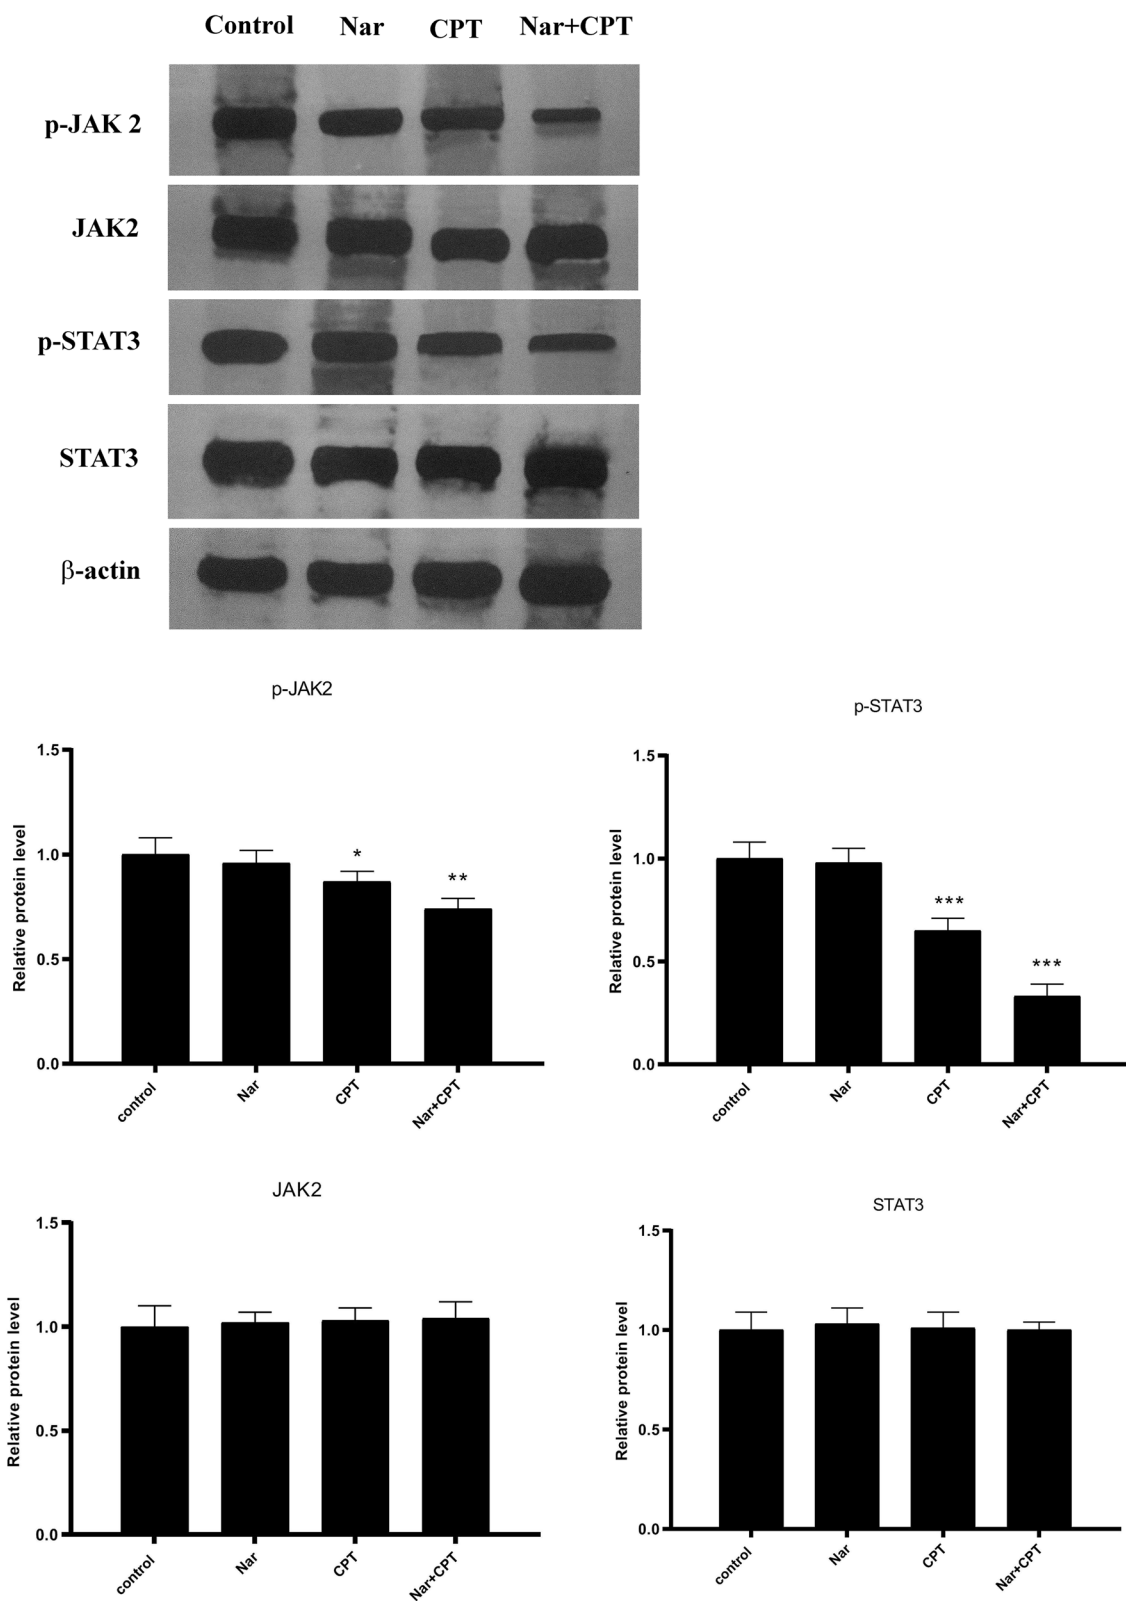 Control Nar CPT Nar+CPT
p-JAK 2
JAK2
p-STAT3
STAT3
β-actin
p-JAK2
Relative protein level
1.5
1.0
0.5
0.0
*
**
control Nar CPT Nar+CPT
p-STAT3
Relative protein level
1.5
1.0
0.5
0.0
***
***
control Nar CPT Nar+CPT
JAK2
Relative protein level
1.5
1.0
0.5
0.0
control Nar CPT Nar+CPT
STAT3
Relative protein level
1.5
1.0
0.5
0.0
control Nar CPT Nar+CPT